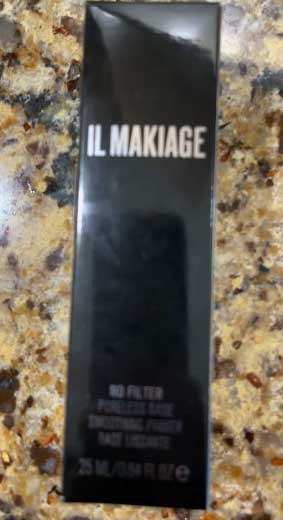 IL MAKIAGE
NO FILTER
PORELESS BASE
SMOOTHING PRIMER
BASE LISSANTE
25 ML/0.84 FL OZ ℮